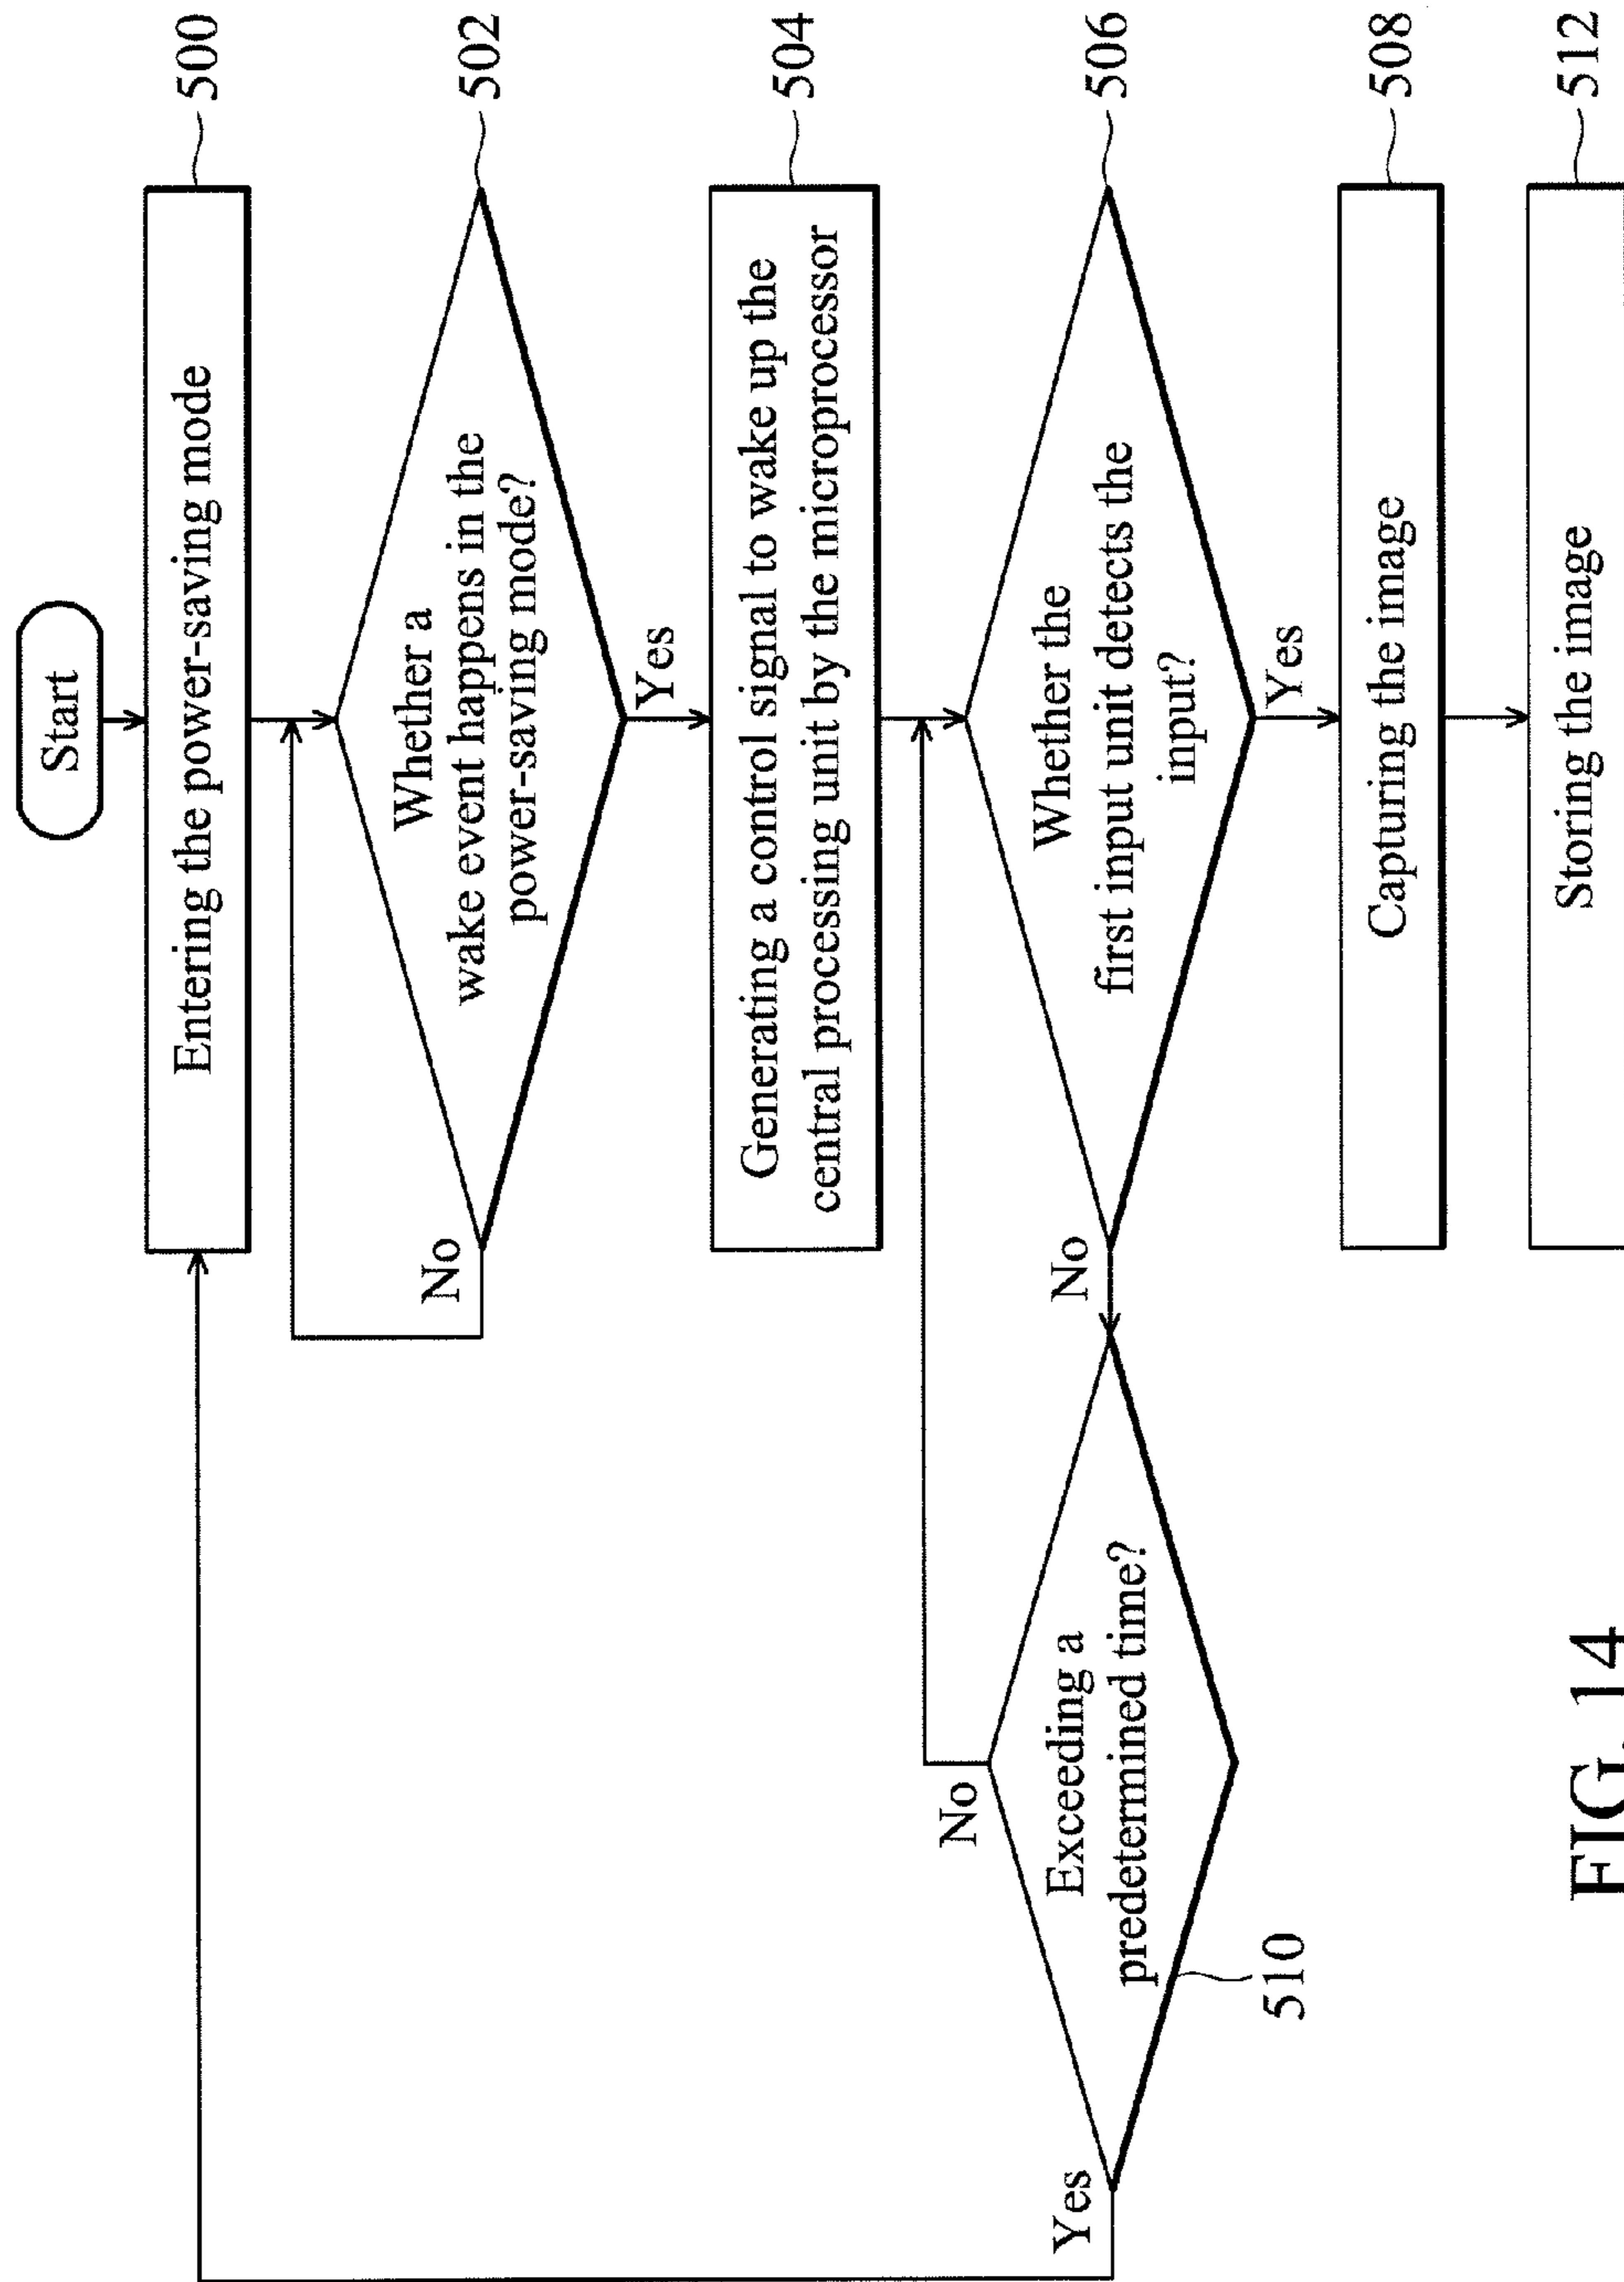 Start
Entering the power-saving mode
500
Whether a
wake event happens in the
power-saving mode?
502
No
Yes
Generating a control signal to wake up the
central processing unit by the microprocessor
504
Whether the
first input unit detects the
input?
506
No
Yes
Exceeding a
predetermined time?
510
No
Yes
Capturing the image
508
Storing the image
512
FIG. 14